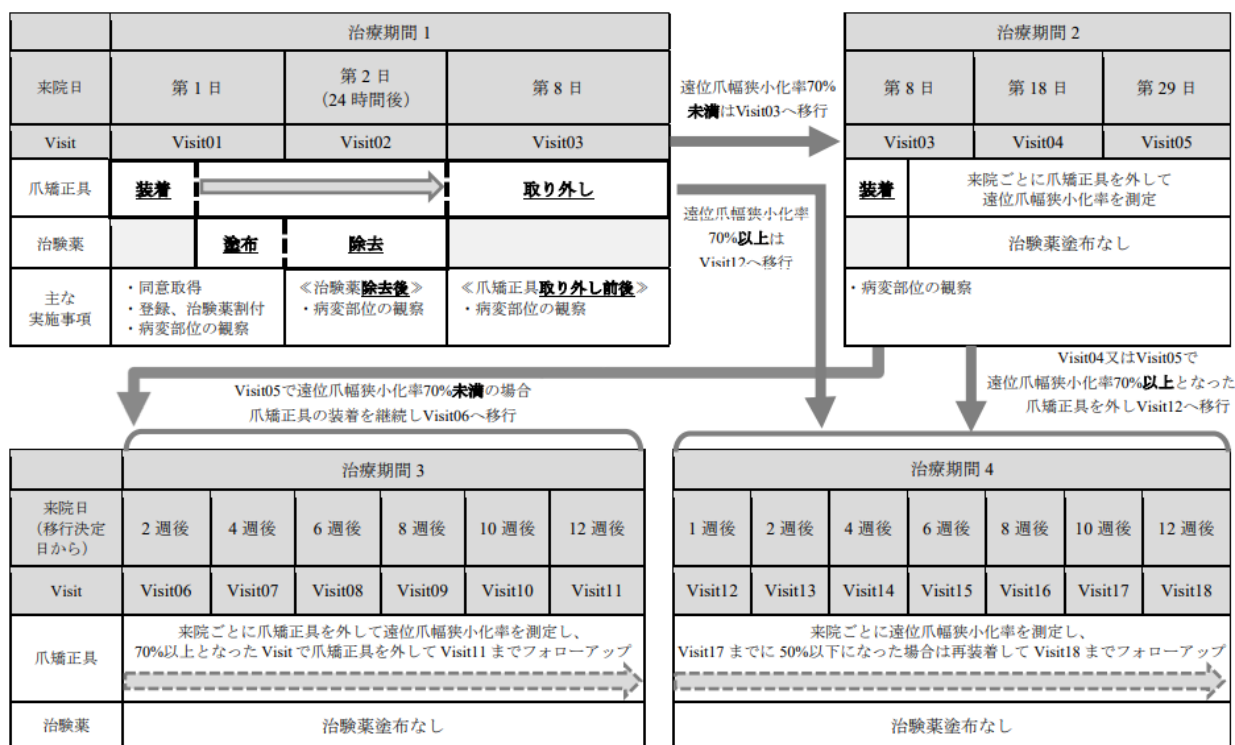 治療期間 1
来院日
第 1 日
第 2 日
(24 時間後)
第 8 日
Visit
Visit01
Visit02
Visit03
爪矯正具
装着
取り外し
治験薬
塗布
除去
主な
実施事項
・同意取得
・登録、治験薬割付
・病変部位の観察
≪治験薬除去後≫
・病変部位の観察
≪爪矯正具取り外し前後≫
・病変部位の観察
遠位爪幅狭小化率70%
未満はVisit03へ移行
遠位爪幅狭小化率
70%以上は
Visit12へ移行
治療期間 2
第 8 日
第 18 日
第 29 日
Visit03
Visit04
Visit05
装着
来院ごとに爪矯正具を外して
遠位爪幅狭小化率を測定
治験薬塗布なし
・病変部位の観察
Visit05で遠位爪幅狭小化率70%未満の場合
爪矯正具の装着を継続しVisit06へ移行
Visit04又はVisit05で
遠位爪幅狭小化率70%以上となった
爪矯正具を外しVisit12へ移行
治療期間 3
来院日
(移行決定
日から)
2 週後
4 週後
6 週後
8 週後
10 週後
12 週後
Visit
Visit06
Visit07
Visit08
Visit09
Visit10
Visit11
爪矯正具
来院ごとに爪矯正具を外して遠位爪幅狭小化率を測定し、
70%以上となった Visit で爪矯正具を外して Visit11 までフォローアップ
治験薬
治験薬塗布なし
治療期間 4
1 週後
2 週後
4 週後
6 週後
8 週後
10 週後
12 週後
Visit12
Visit13
Visit14
Visit15
Visit16
Visit17
Visit18
来院ごとに遠位爪幅狭小化率を測定し、
Visit17 までに 50%以下になった場合は再装着して Visit18 までフォローアップ
治験薬塗布なし